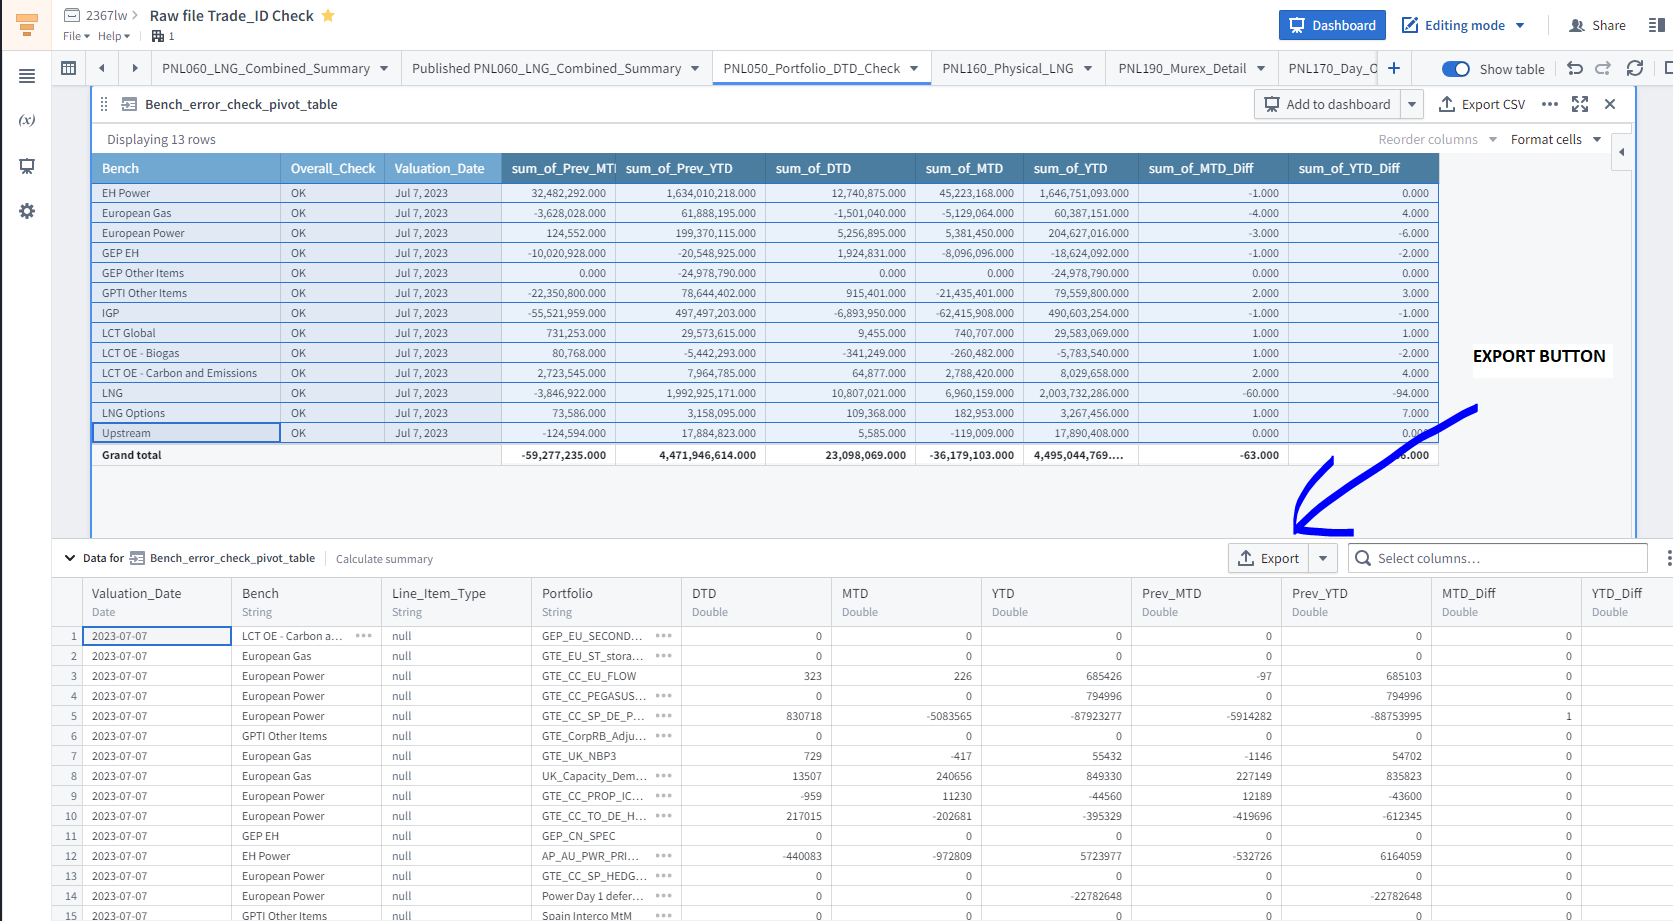 2367lw > Raw file Trade_ID Check
File Help 1
Dashboard
Editing mode
Share
PNL060_LNG_Combined_Summary
Published PNL060_LNG_Combined_Summary
PNL050_Portfolio_DTD_Check
PNL160_Physical_LNG
PNL190_Murex_Detail
PNL170_Day_
Show table
(x)
Bench_error_check_pivot_table
Add to dashboard
Export CSV
Displaying 13 rows
Reorder columns
Format cells
Bench Overall_Check Valuation_Date sum_of_Prev_MT sum_of_Prev_YTD sum_of_DTD sum_of_MTD sum_of_YTD sum_of_MTD_Diff sum_of_YTD_Diff
EH Power OK Jul 7, 2023 32,482,292.000 1,634,010,218.000 12,740,875.000 45,223,168.000 1,646,751,093.000 -1.000 0.000
European Gas OK Jul 7, 2023 -3,628,028.000 61,888,195.000 -1,501,040.000 -5,129,064.000 60,387,151.000 -4.000 4.000
European Power OK Jul 7, 2023 124,552.000 199,370,115.000 5,256,895.000 5,381,450.000 204,627,016.000 -3.000 -6.000
GEP EH OK Jul 7, 2023 -10,020,928.000 -20,548,925.000 1,924,831.000 -8,096,096.000 -18,624,092.000 -1.000 -2.000
GEP Other Items OK Jul 7, 2023 0.000 -24,978,790.000 0.000 0.000 -24,978,790.000 0.000 0.000
GPTI Other Items OK Jul 7, 2023 -22,350,800.000 78,644,402.000 915,401.000 -21,435,401.000 79,559,800.000 2.000 3.000
IGP OK Jul 7, 2023 -55,521,959.000 497,497,203.000 -6,893,950.000 -62,415,908.000 490,603,254.000 -1.000 -1.000
LCT Global OK Jul 7, 2023 731,253.000 29,573,615.000 9,455.000 740,707.000 29,583,069.000 1.000 1.000
LCT OE - Biogas OK Jul 7, 2023 80,768.000 -5,442,293.000 -341,249.000 -260,482.000 -5,783,540.000 1.000 -2.000
LCT OE - Carbon and Emissions OK Jul 7, 2023 2,723,545.000 7,964,785.000 64,877.000 2,788,420.000 8,029,658.000 2.000 4.000
LNG OK Jul 7, 2023 -3,846,922.000 1,992,925,171.000 10,807,021.000 6,960,159.000 2,003,732,286.000 -60.000 -94.000
LNG Options OK Jul 7, 2023 73,586.000 3,158,095.000 109,368.000 182,953.000 3,267,456.000 1.000 7.000
Upstream OK Jul 7, 2023 -124,594.000 17,884,823.000 5,585.000 -119,009.000 17,890,408.000 0.000 0.000
Grand total -59,277,235.000 4,471,946,614.000 23,098,069.000 -36,179,103.000 4,495,044,769.... -63.000
EXPORT BUTTON
Data for Bench_error_check_pivot_table Calculate summary
Export
Select columns...
Valuation_Date Bench Line_Item_Type Portfolio DTD MTD YTD Prev_MTD Prev_YTD MTD_Diff YTD_Diff
Date String String String Double Double Double Double Double Double Double
1 2023-07-07 LCT OE - Carbon a... null GEP_EU_SECOND... 0 0 0 0 0 0
2 2023-07-07 European Gas null GTE_EU_ST_stora... 0 0 0 0 0 0
3 2023-07-07 European Power null GTE_CC_EU_FLOW 323 226 685426 -97 685103 0
4 2023-07-07 European Power null GTE_CC_PEGASUS... 0 0 794996 0 794996 0
5 2023-07-07 European Power null GTE_CC_SP_DE_P... 830718 -5083565 -87923277 -5914282 -88753995 1
6 2023-07-07 GPTI Other Items null GTE_CorpRB_Adju... 0 0 0 0 0 0
7 2023-07-07 European Gas null GTE_UK_NBP3 729 -417 55432 -1146 54702 0
8 2023-07-07 European Gas null UK_Capacity_Dem... 13507 240656 849330 227149 835823 0
9 2023-07-07 European Power null GTE_CC_PROP_IC... -959 11230 -44560 12189 -43600 0
10 2023-07-07 European Power null GTE_CC_TO_DE_H... 217015 -202681 -395329 -419696 -612345 0
11 2023-07-07 GEP EH null GEP_CN_SPEC 0 0 0 0 0 0
12 2023-07-07 EH Power null AP_AU_PWR_PRI... -440083 -972809 5723977 -532726 6164059 0
13 2023-07-07 European Power null GTE_CC_SP_HEDG... 0 0 0 0 0 0
14 2023-07-07 European Power null Power Day 1 defer... 0 0 -22782648 0 -22782648 0
15 2023-07-07 GPTI Other Items null Spain Interco MtM 0 0 0 0 0 0